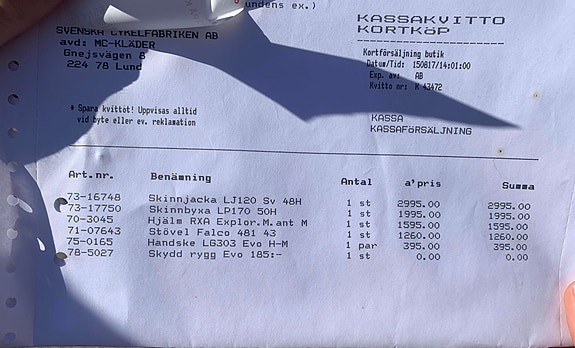 undens ex.)
KASSAKVITTO
KORTKÖP
SVENSKA CYKELFABRIKEN AB
avd: MC-KLÄDER
Gnejsvägen 8
224 78 Lund
Kortförsäljning butik
Datum/Tid: 150817/14:01:00
Exp. av: AB
Kvitto nr: K 43472
* Spara kvittot! Uppvisas alltid
vid byte eller ev. reklamation
KASSA
KASSAFÖRSÄLJNING
Art.nr. Benämning Antal a'pris Summa
73-16748 Skinnjacka LJ120 Sv 48H 1 st 2995.00 2995.00
73-17750 Skinnbyxa LP170 50H 1 st 1995.00 1995.00
70-3045 Hjälm RXA Explor.M.ant M 1 st 1595.00 1595.00
71-07643 Stövel Falco 481 43 1 st 1260.00 1260.00
75-0165 Handske LG303 Evo H-M 1 par 395.00 395.00
78-5027 Skydd rygg Evo 185:- 1 st 0.00 0.00